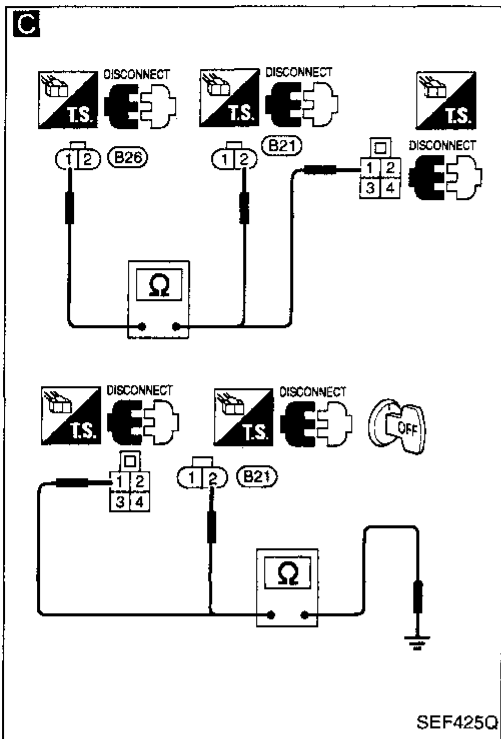 C
DISCONNECT
DISCONNECT
T.S.
T.S.
T.S.
B21
DISCONNECT
1 2
B26
1 2
1 2
3 4
Ω
DISCONNECT
DISCONNECT
T.S.
T.S.
OFF
1 2
1 2
B21
3 4
Ω
SEF425Q